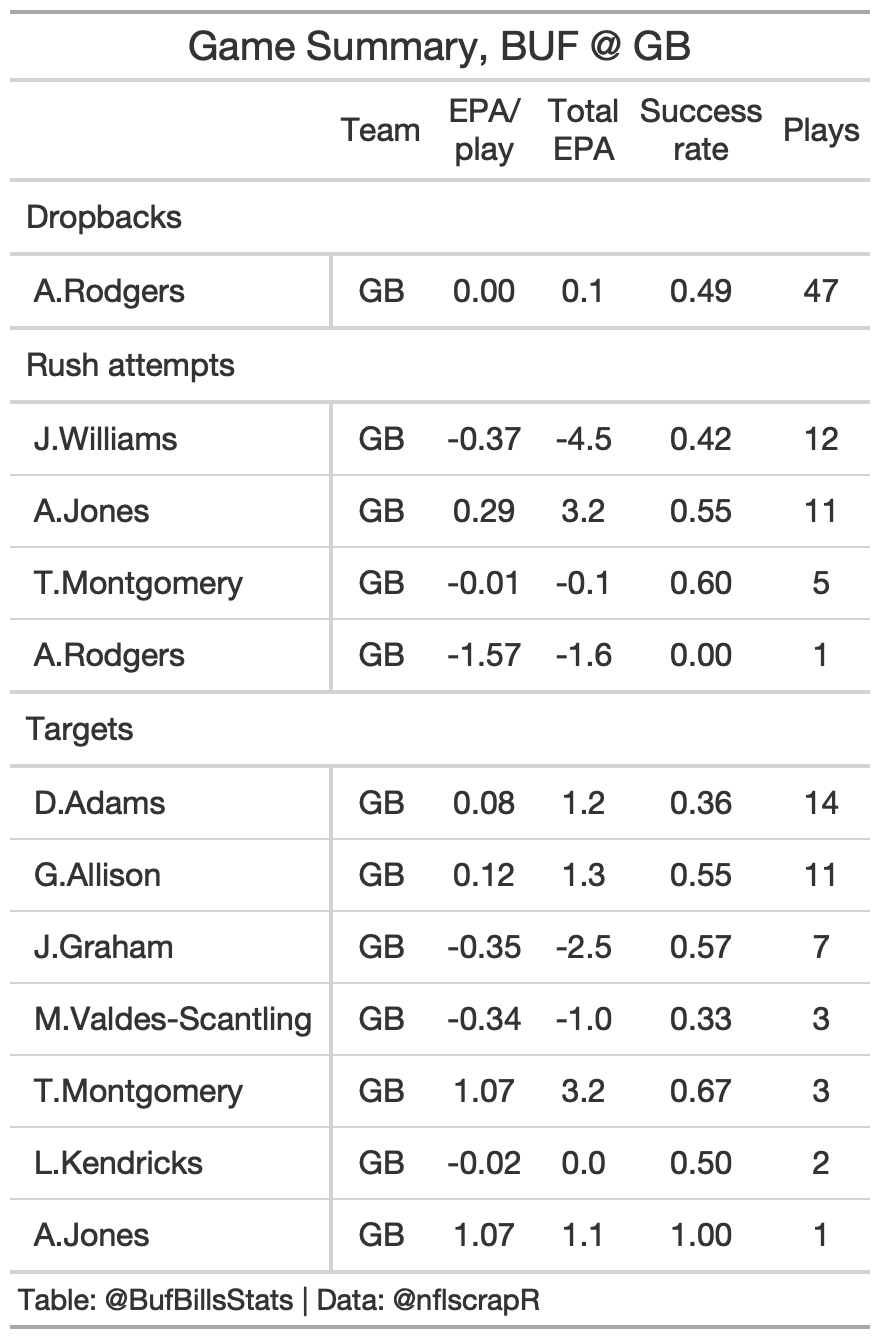 Game Summary, BUF @ GB
Team EPA/ play Total EPA Success rate Plays
Dropbacks
A.Rodgers GB 0.00 0.1 0.49 47
Rush attempts
J.Williams GB -0.37 -4.5 0.42 12
A.Jones GB 0.29 3.2 0.55 11
T.Montgomery GB -0.01 -0.1 0.60 5
A.Rodgers GB -1.57 -1.6 0.00 1
Targets
D.Adams GB 0.08 1.2 0.36 14
G.Allison GB 0.12 1.3 0.55 11
J.Graham GB -0.35 -2.5 0.57 7
M.Valdes-Scantling GB -0.34 -1.0 0.33 3
T.Montgomery GB 1.07 3.2 0.67 3
L.Kendricks GB -0.02 0.0 0.50 2
A.Jones GB 1.07 1.1 1.00 1
Table: @BufBillsStats | Data: @nflscrapR